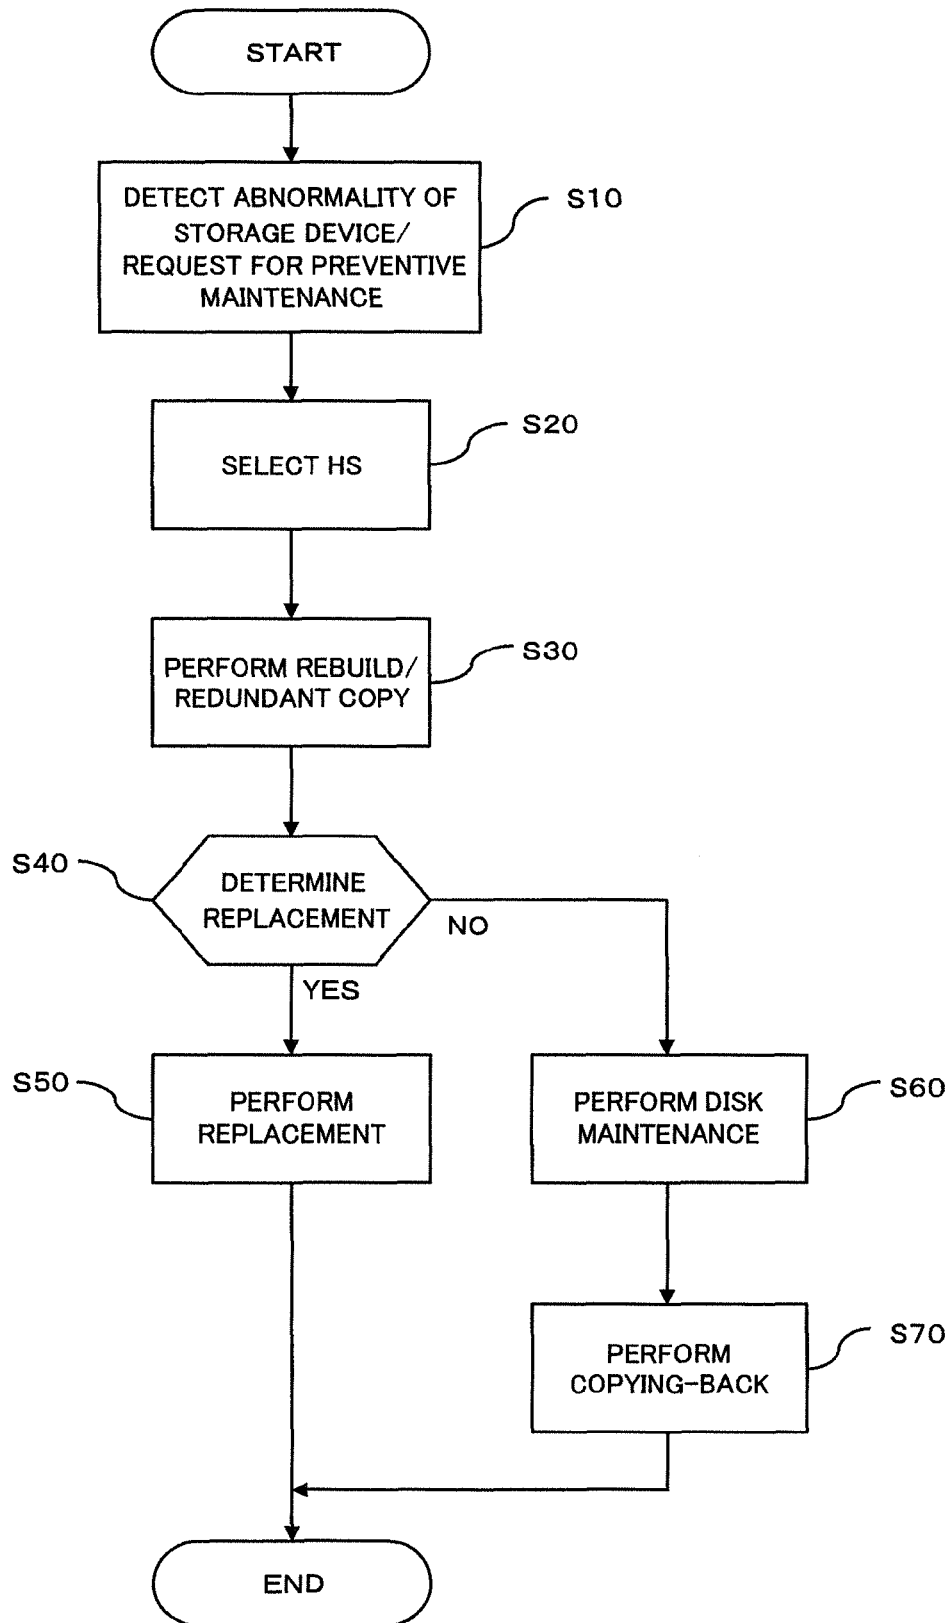 START
DETECT ABNORMALITY OF
STORAGE DEVICE/
REQUEST FOR PREVENTIVE
MAINTENANCE
S10
SELECT HS
S20
PERFORM REBUILD/
REDUNDANT COPY
S30
S40
DETERMINE
REPLACEMENT
NO
YES
S50
PERFORM
REPLACEMENT
PERFORM DISK
MAINTENANCE
S60
PERFORM
COPYING-BACK
S70
END